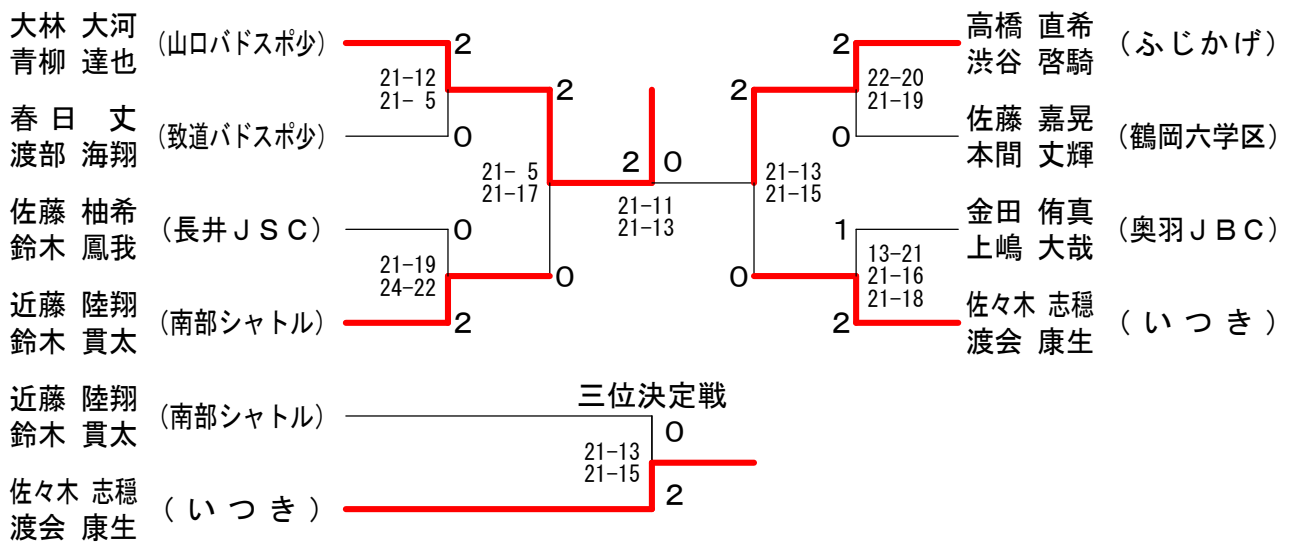 大林 大河
青柳 達也
(山口バドスポ少)
2
21-12
21- 5
春日 丈
渡部 海翔
(致道バドスポ少)
0
2
佐藤 柚希
鈴木 鳳我
(長井JSC)
0
21-19
24-22
近藤 陸翔
鈴木 貫太
(南部シャトル)
2
0
21- 5
21-17
2 0
21-11
21-13
高橋 直希
渋谷 啓騎
(ふじかげ)
2
22-20
21-19
佐藤 嘉晃
本間 丈輝
(鶴岡六学区)
0
2
21-13
21-15
金田 侑真
上嶋 大哉
(奥羽JBC)
1
13-21
21-16
21-18
佐々木 志穏
渡会 康生
(いつき)
2
0
三位決定戦
近藤 陸翔
鈴木 貫太
(南部シャトル)
0
21-13
21-15
佐々木 志穏
渡会 康生
(いつき)
2